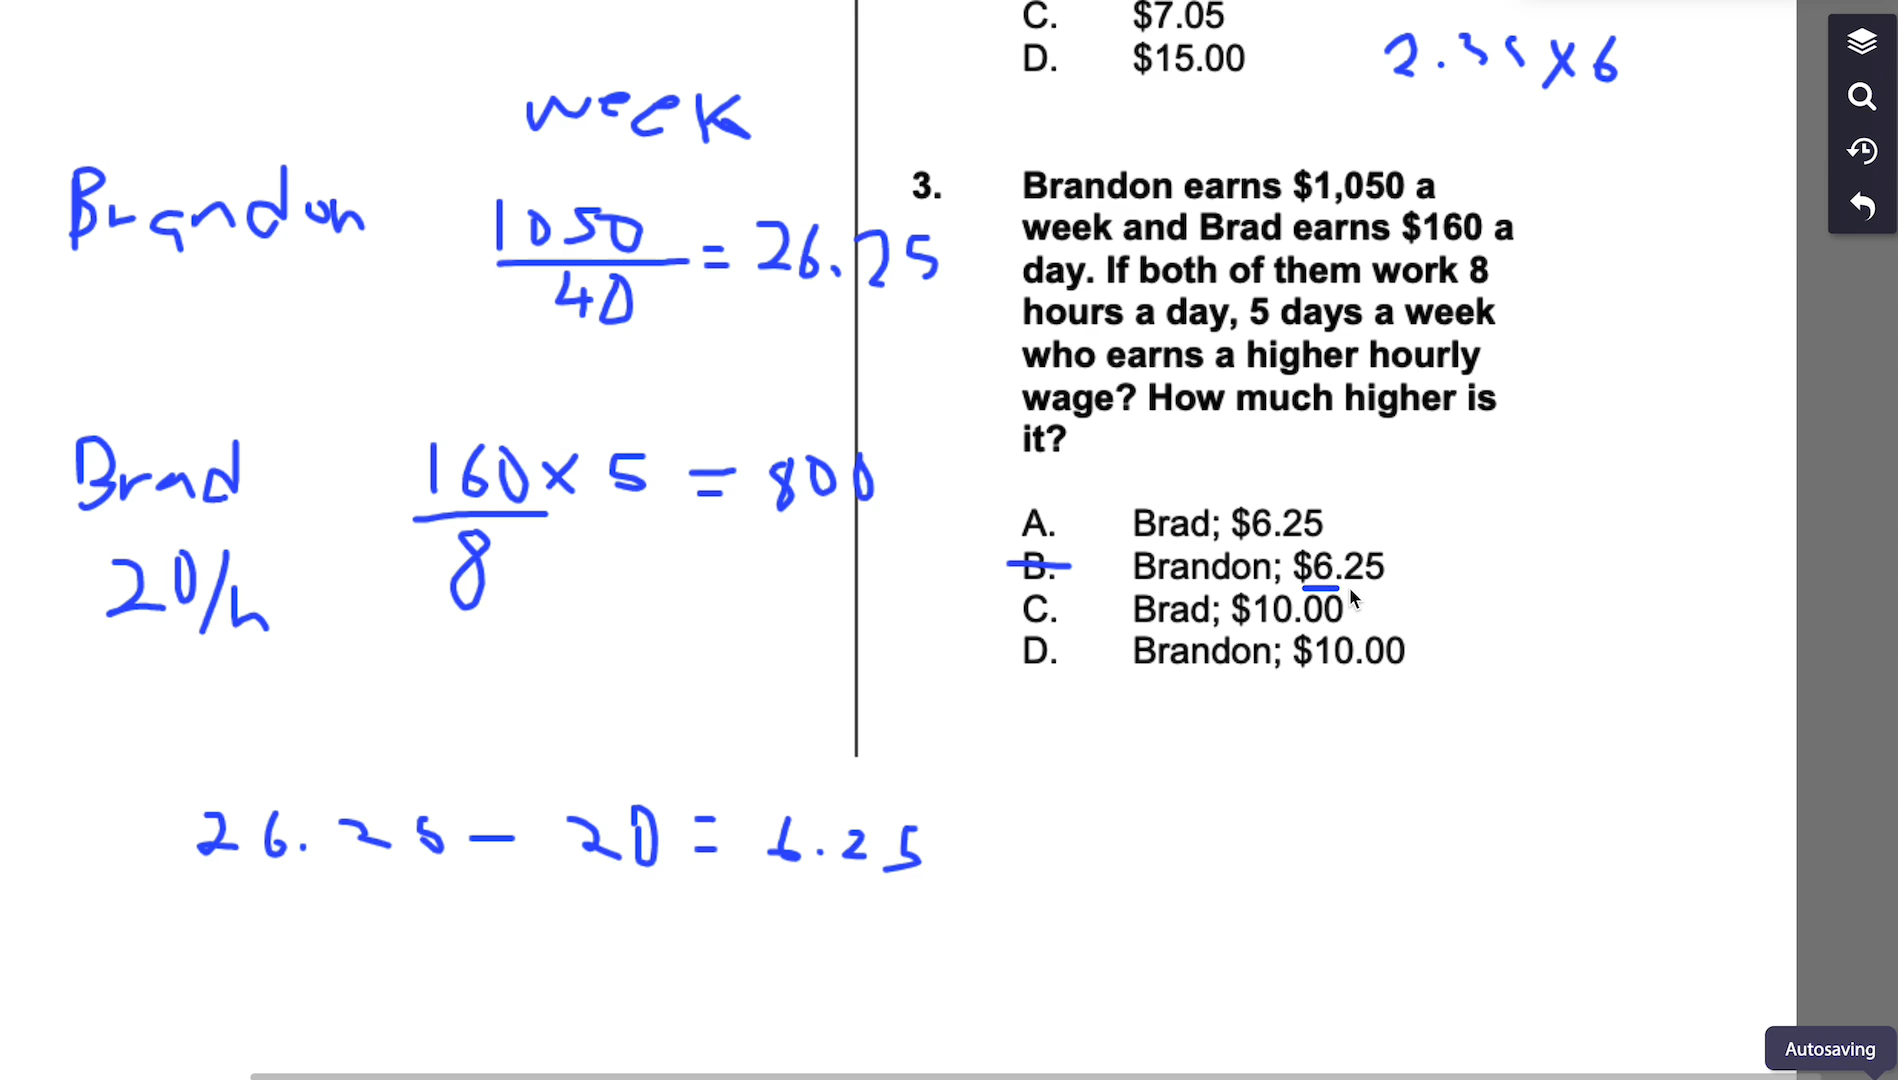 week
Brandon
1050
40
= 26.25
Brad
160 x 5 = 800
8
20/h
26.25 - 20 = 6.25
C. $7.05
D. $15.00
2.35 x 6
3. Brandon earns $1,050 a
week and Brad earns $160 a
day. If both of them work 8
hours a day, 5 days a week
who earns a higher hourly
wage? How much higher is
it?
A. Brad; $6.25
B. Brandon; $6.25
C. Brad; $10.00
D. Brandon; $10.00
Autosaving